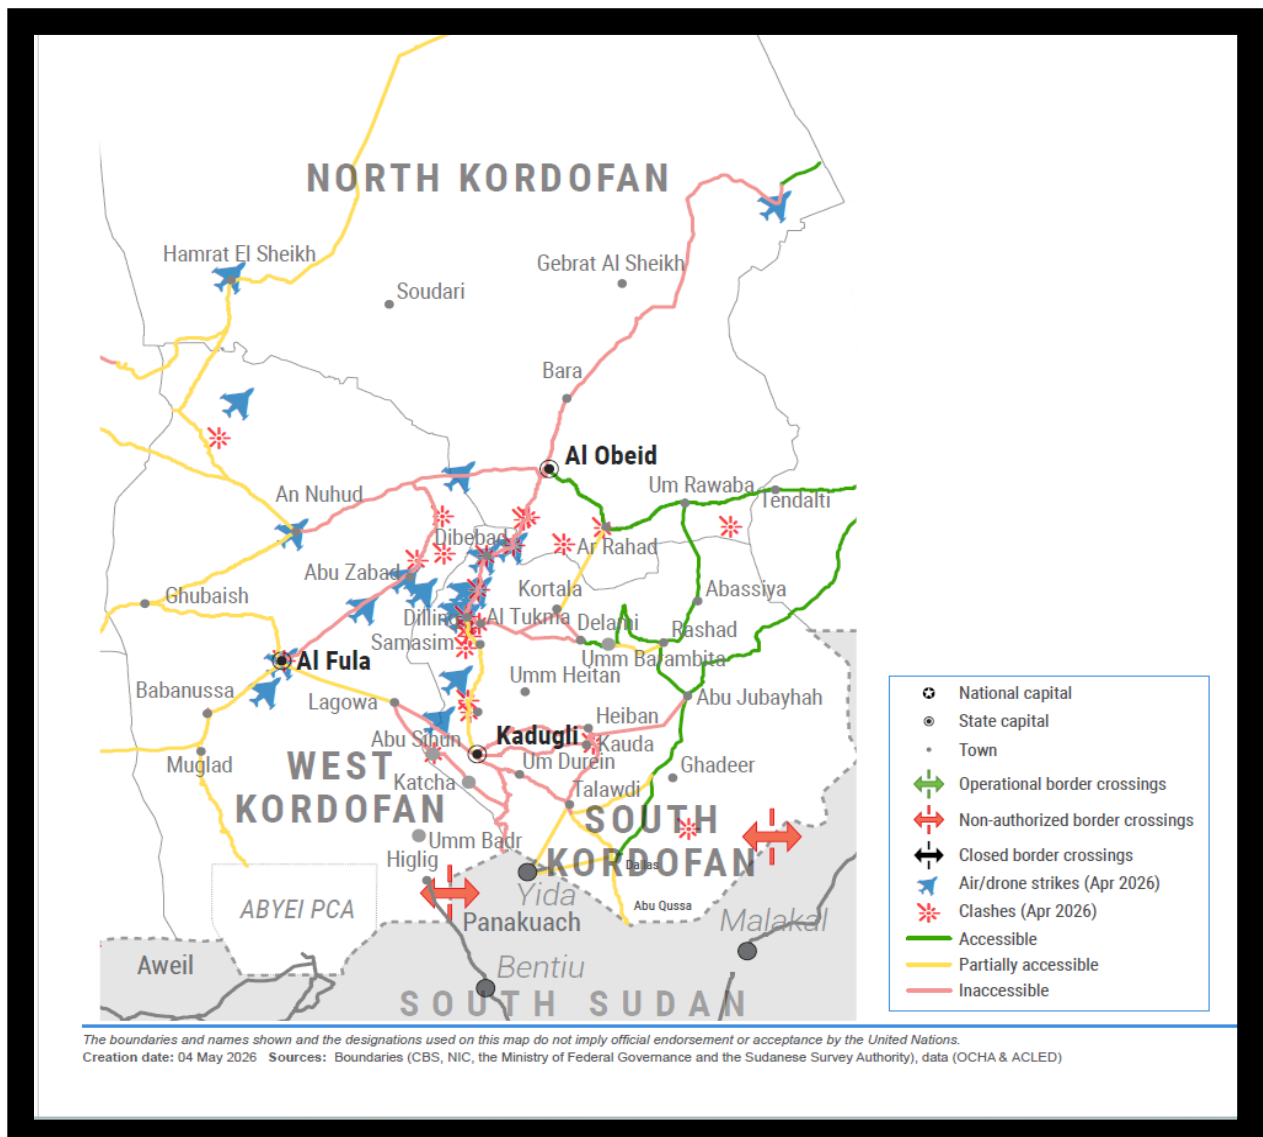 NORTH KORDOFAN
Hamrat El Sheikh
Gebrat Al Sheikh
Soudari
Bara
Al Obeid
An Nuhud
Um Rawaba
Tendalti
Dibebad
Ar Rahad
Abu Zabad
Kortala
Abassiya
Ghubaish
Dilling
Al Tukma
Delami
Rashad
Samasim
Umm Barambita
Al Fula
Umm Heitan
Babanussa
Lagowa
Abu Jubayhah
Heiban
Abu Sinun
Kadugli
Kauda
Muglad
WEST
KORDOFAN
Um Durein
Ghadeer
Katcha
Talawdi
SOUTH
KORDOFAN
Umm Badr
Higlig
Dallas
Yida
Abu Qussa
ABYEI PCA
Panakuach
Malakal
Aweil
Bentiu
SOUTH SUDAN
National capital
State capital
Town
Operational border crossings
Non-authorized border crossings
Closed border crossings
Air/drone strikes (Apr 2026)
Clashes (Apr 2026)
Accessible
Partially accessible
Inaccessible
The boundaries and names shown and the designations used on this map do not imply official endorsement or acceptance by the United Nations.
Creation date: 04 May 2026 Sources: Boundaries (CBS, NIC, the Ministry of Federal Governance and the Sudanese Survey Authority), data (OCHA & ACLED)